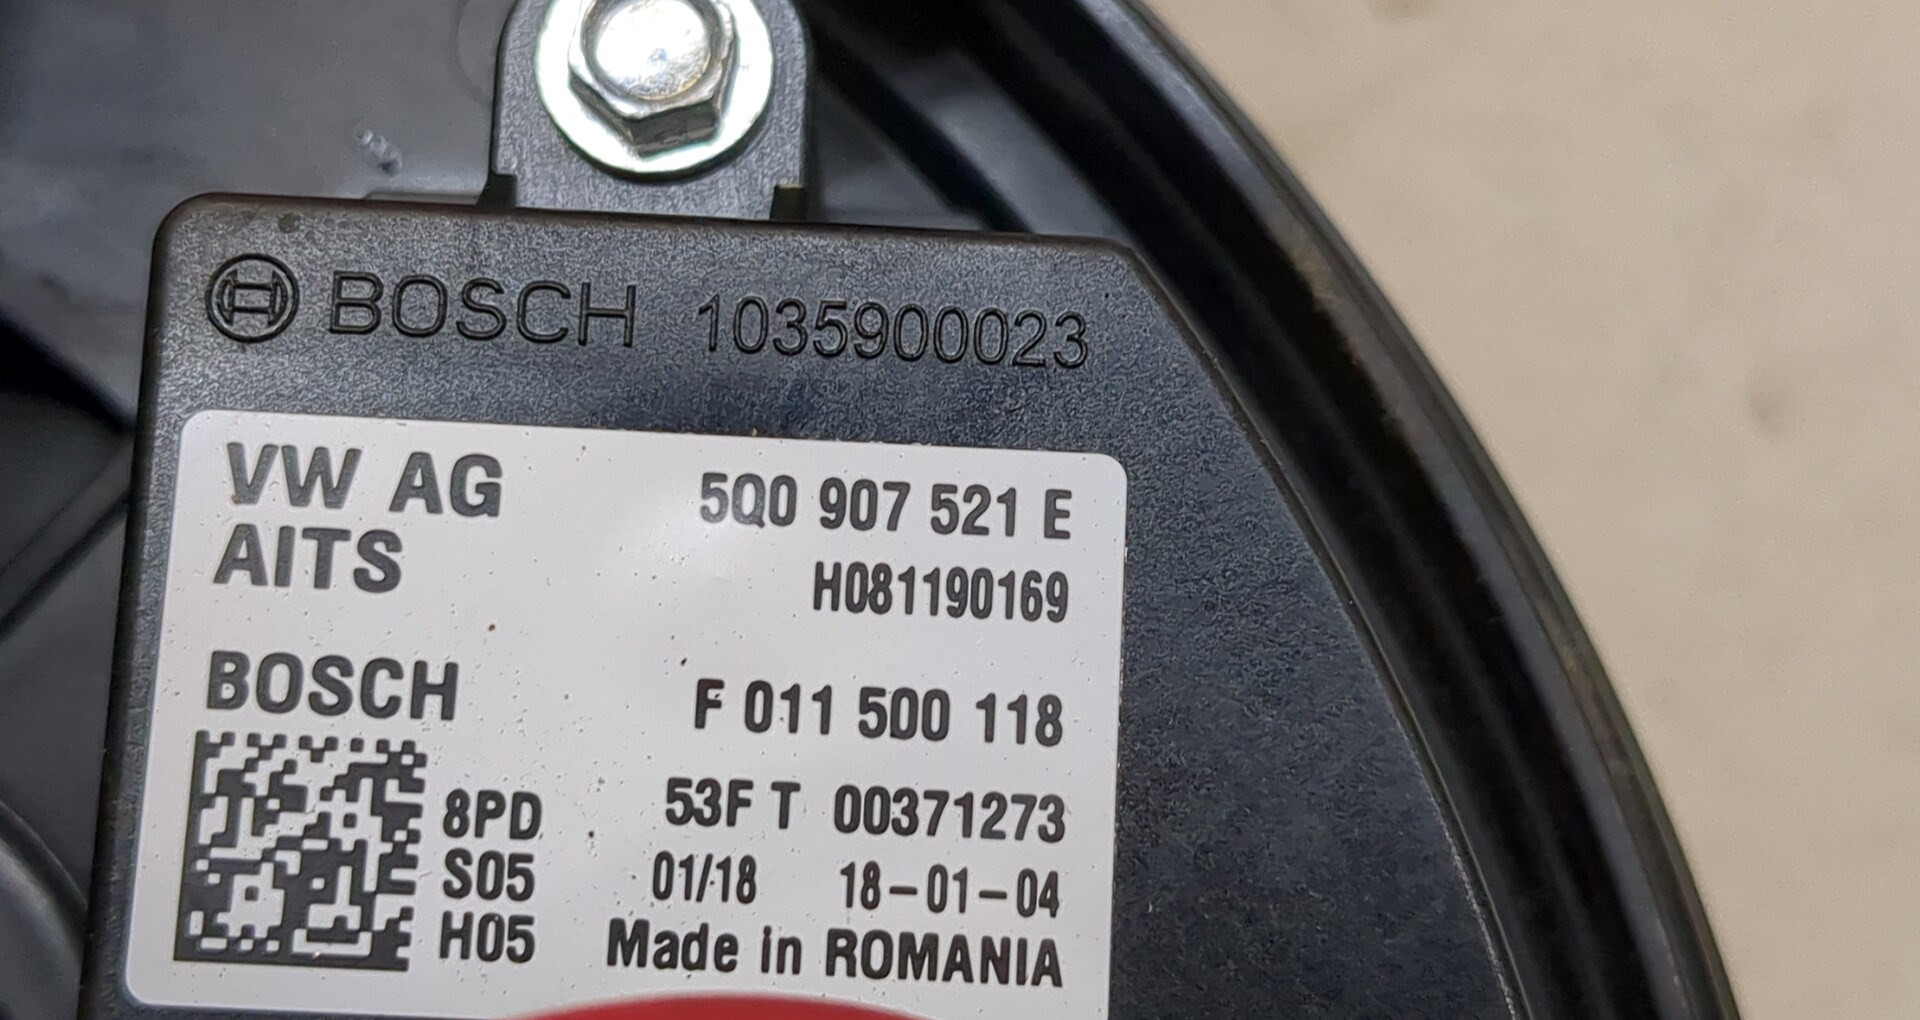 BOSCH 1035900023
VW AG 5Q0 907 521 E
AITS H081190169
BOSCH F 011 500 118
8PD 53F T 00371273
S05 01/18 18-01-04
H05 Made in ROMANIA